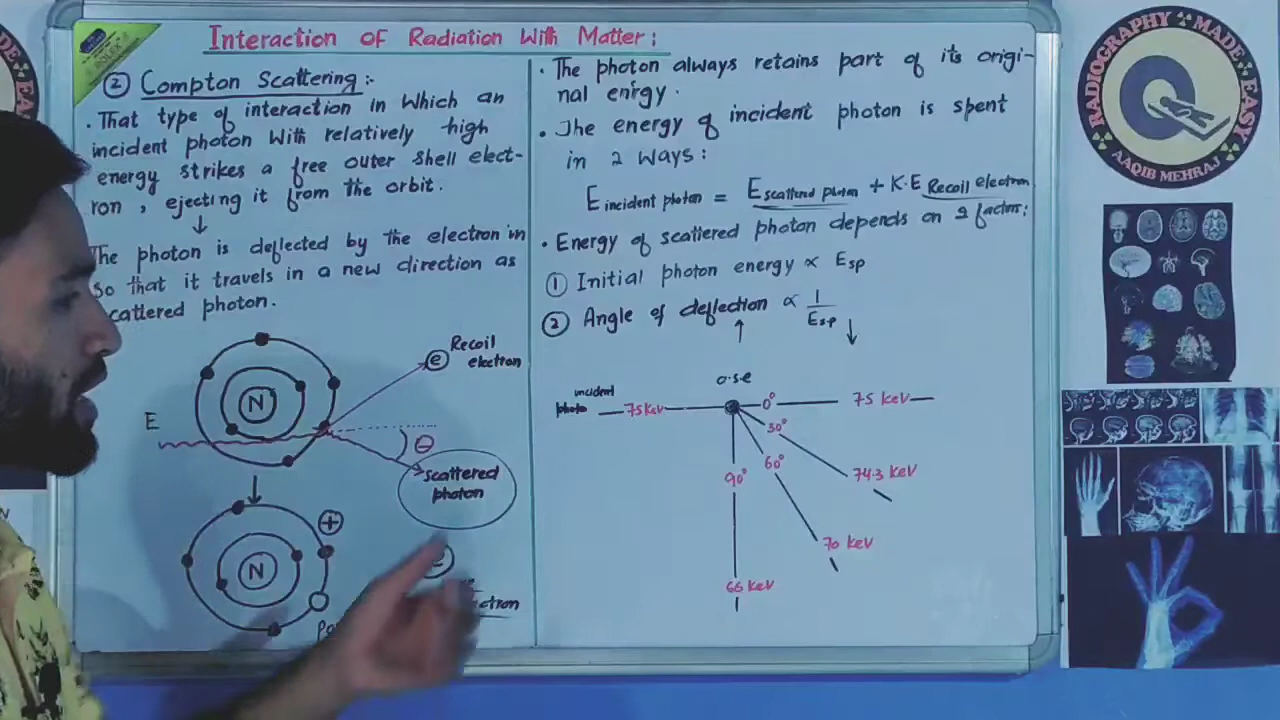 Interaction OF Radiation With Matter:
② Compton Scattering:-
• That type of interaction in which an
incident photon with relatively high
energy strikes a free outer shell elect-
ron, ejecting it from the orbit.
↓
The photon is deflected by the electron in
so that it travels in a new direction as
scattered photon.
Recoil
electron
e
N
E
θ
Scattered
photon
N
+
e
ctron
• The photon always retains part of its origi-
nal enrgy.
• The energy of incident photon is spent
in 2 ways:
E incident photon = E scattered photon + K.E Recoil electron
• Energy of scattered photon depends on 2 factors:
① Initial photon energy ∝ Esp
② Angle of deflection ∝ 1/Esp
↑ ↓
o.s.e
incident
photo 75 KeV 0° 75 KeV
30°
74.3 KeV
60°
90°
70 KeV
66 KeV
RADIOGRAPHY MADE EASY
AAQIB MEHRAJ